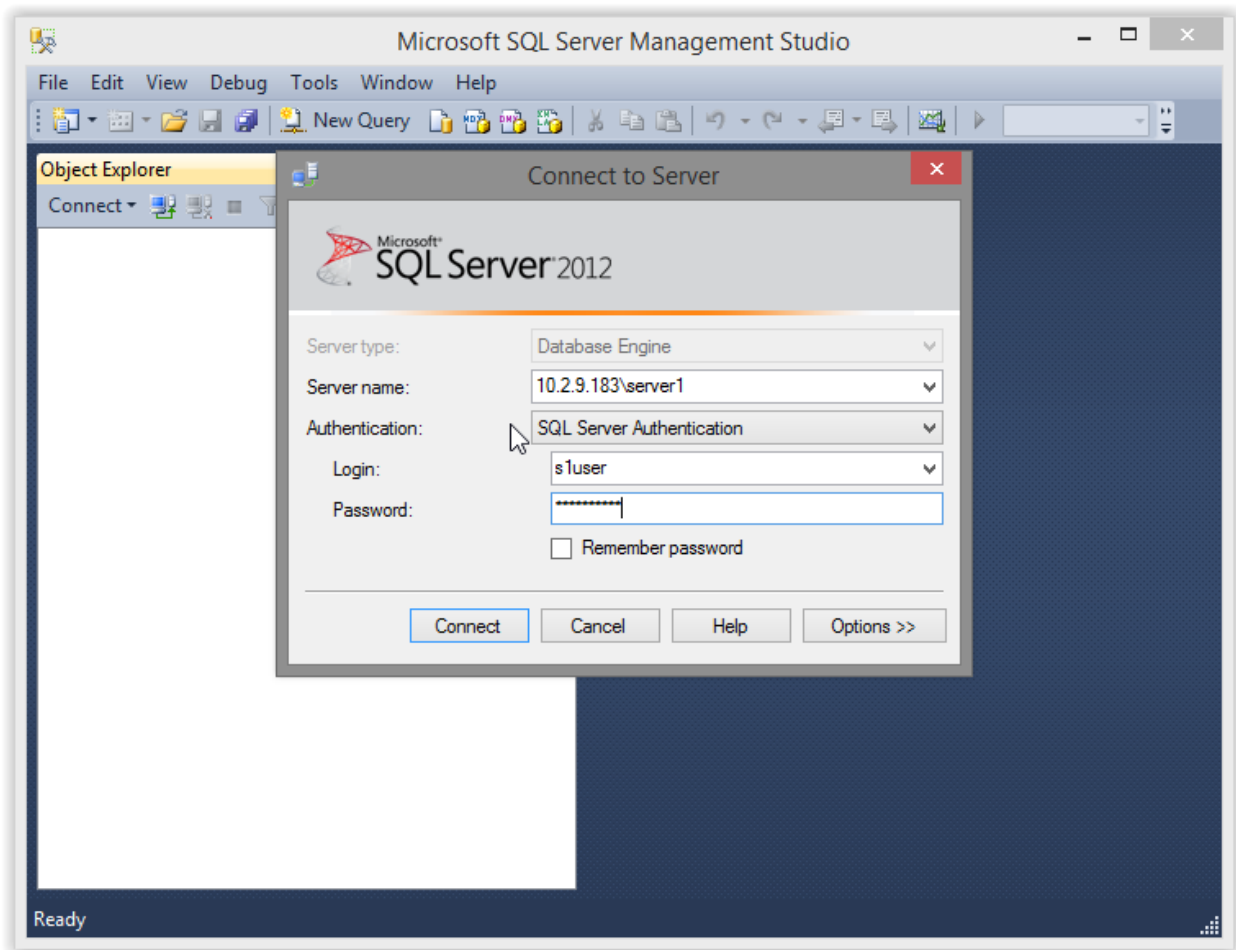 Microsoft SQL Server Management Studio
File Edit View Debug Tools Window Help
New Query
Object Explorer
Connect
Connect to Server
Microsoft®
SQL Server® 2012
Server type: Database Engine
Server name: 10.2.9.183\server1
Authentication: SQL Server Authentication
Login: s1user
Password: **********
Remember password
Connect Cancel Help Options >>
Ready